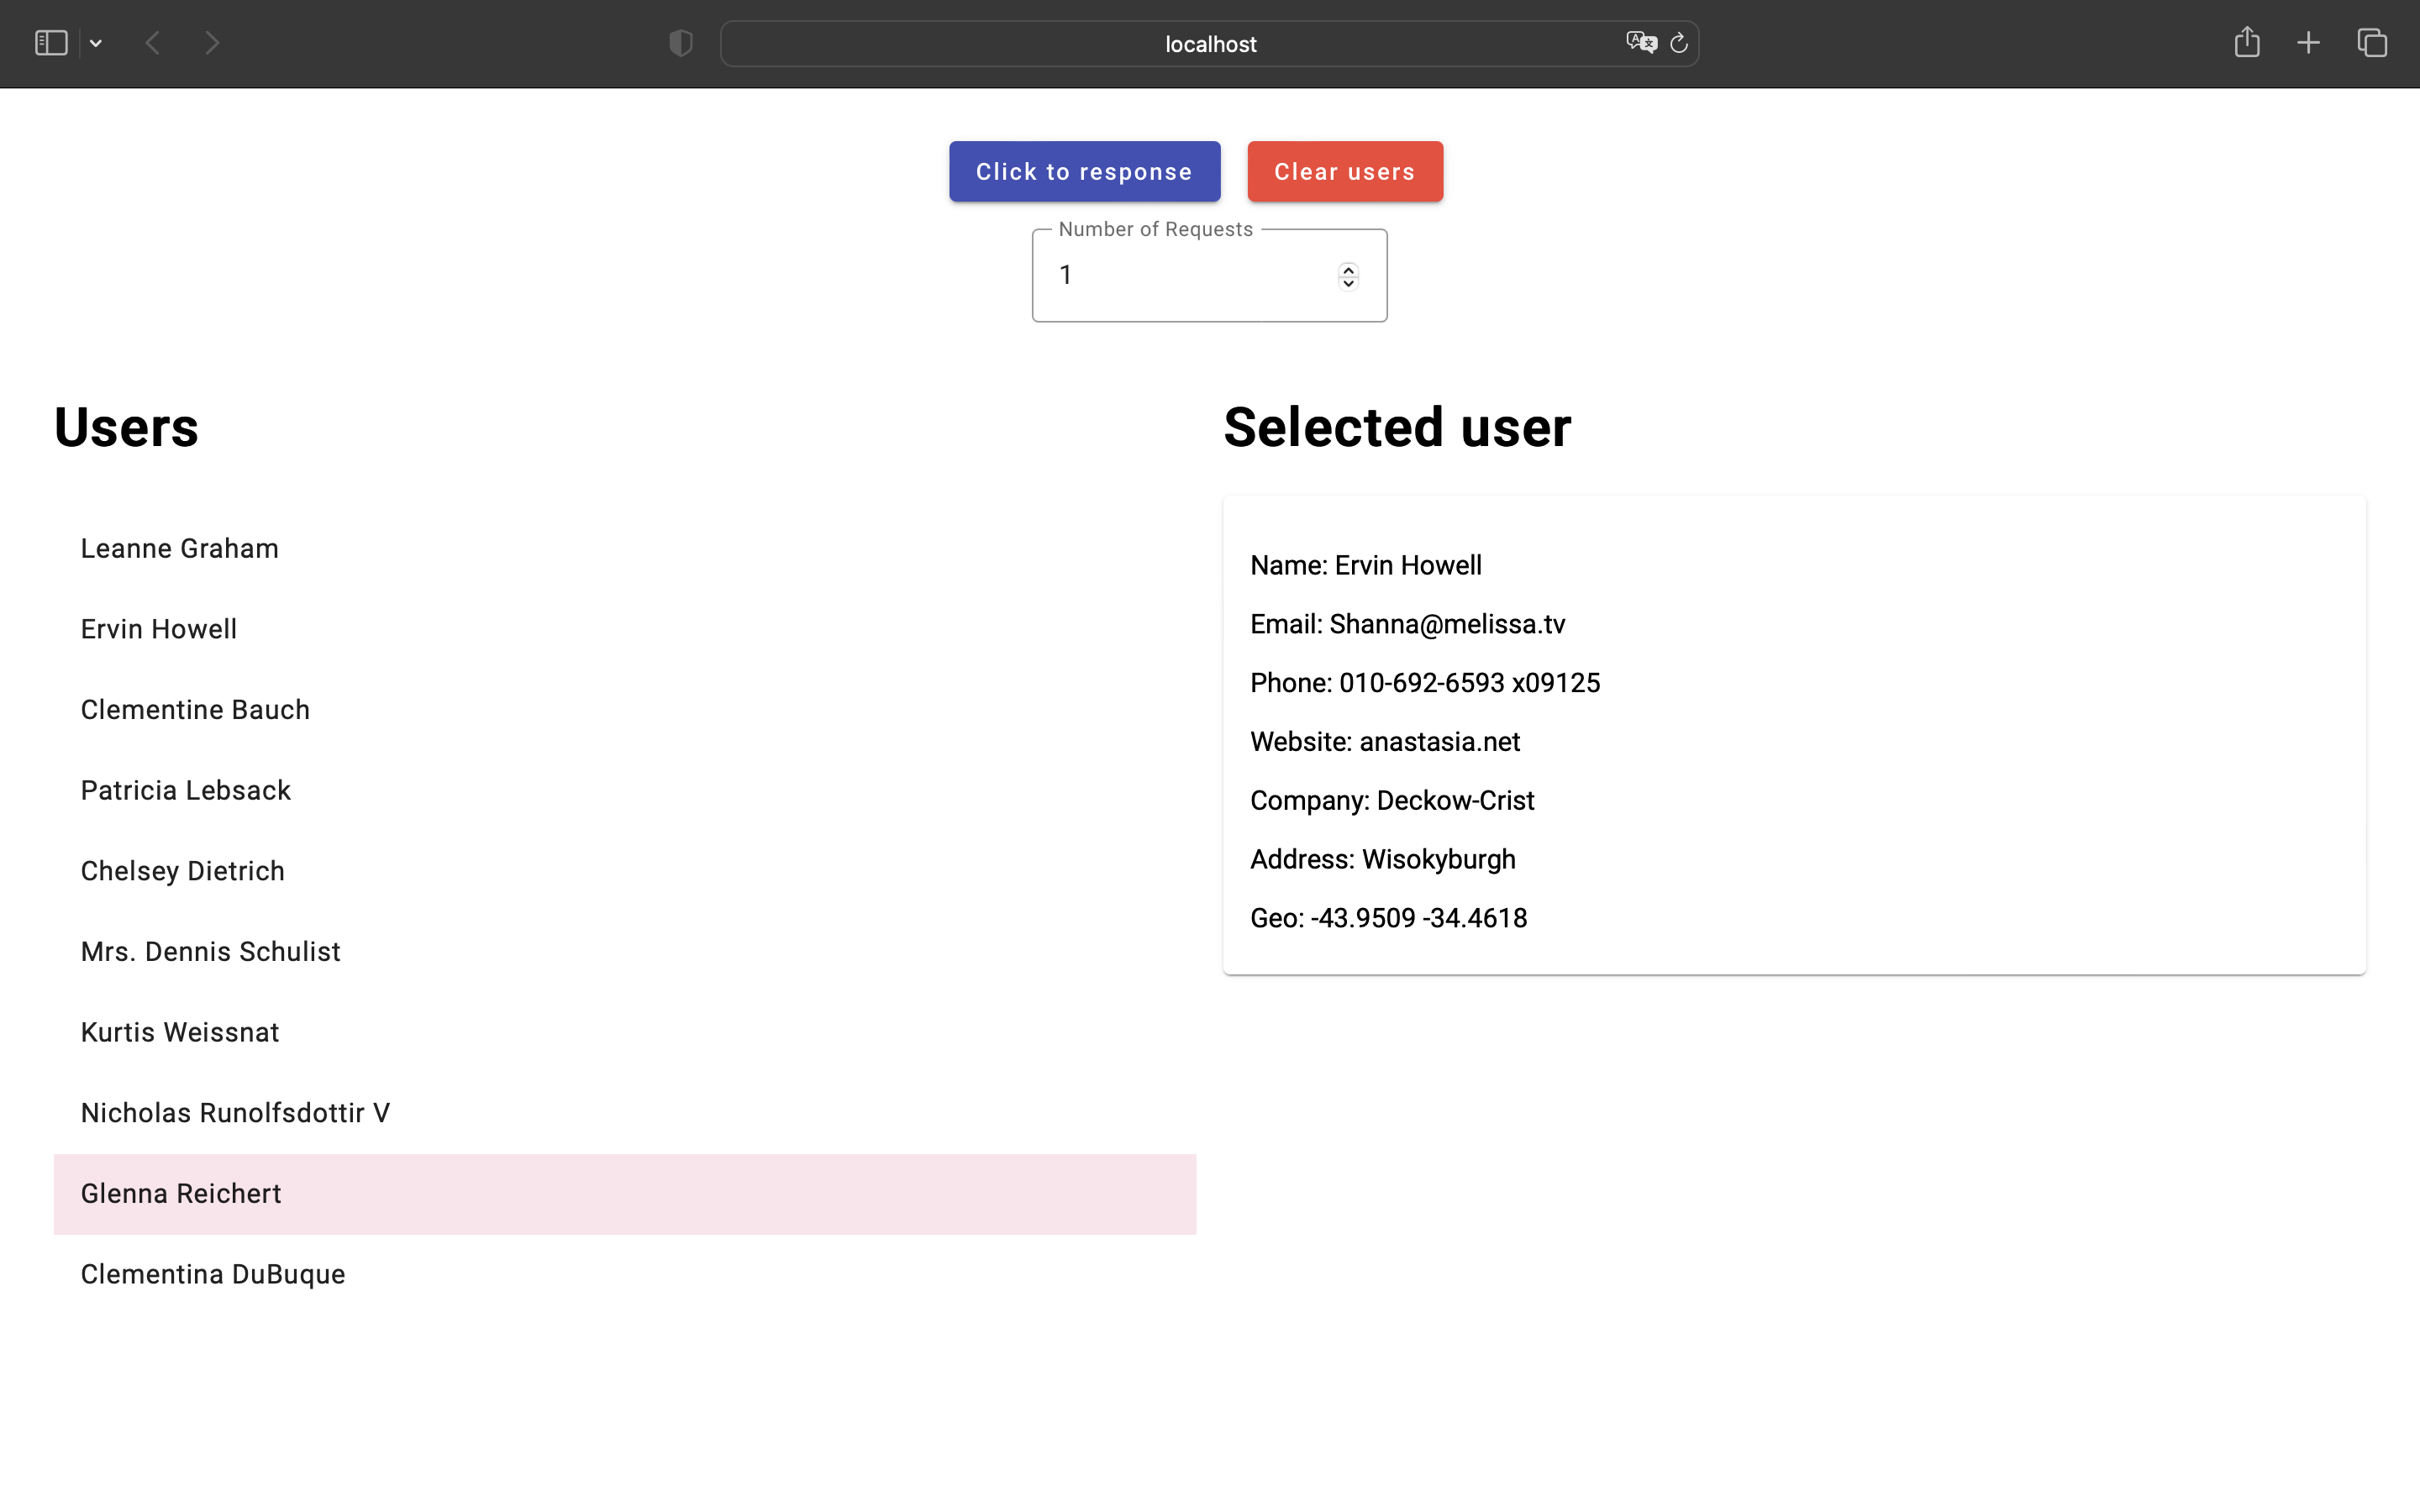 localhost
Click to response
Clear users
Number of Requests
1
Users
Leanne Graham
Ervin Howell
Clementine Bauch
Patricia Lebsack
Chelsey Dietrich
Mrs. Dennis Schulist
Kurtis Weissnat
Nicholas Runolfsdottir V
Glenna Reichert
Clementina DuBuque
Selected user
Name: Ervin Howell
Email: Shanna@melissa.tv
Phone: 010-692-6593 x09125
Website: anastasia.net
Company: Deckow-Crist
Address: Wisokyburgh
Geo: -43.9509 -34.4618